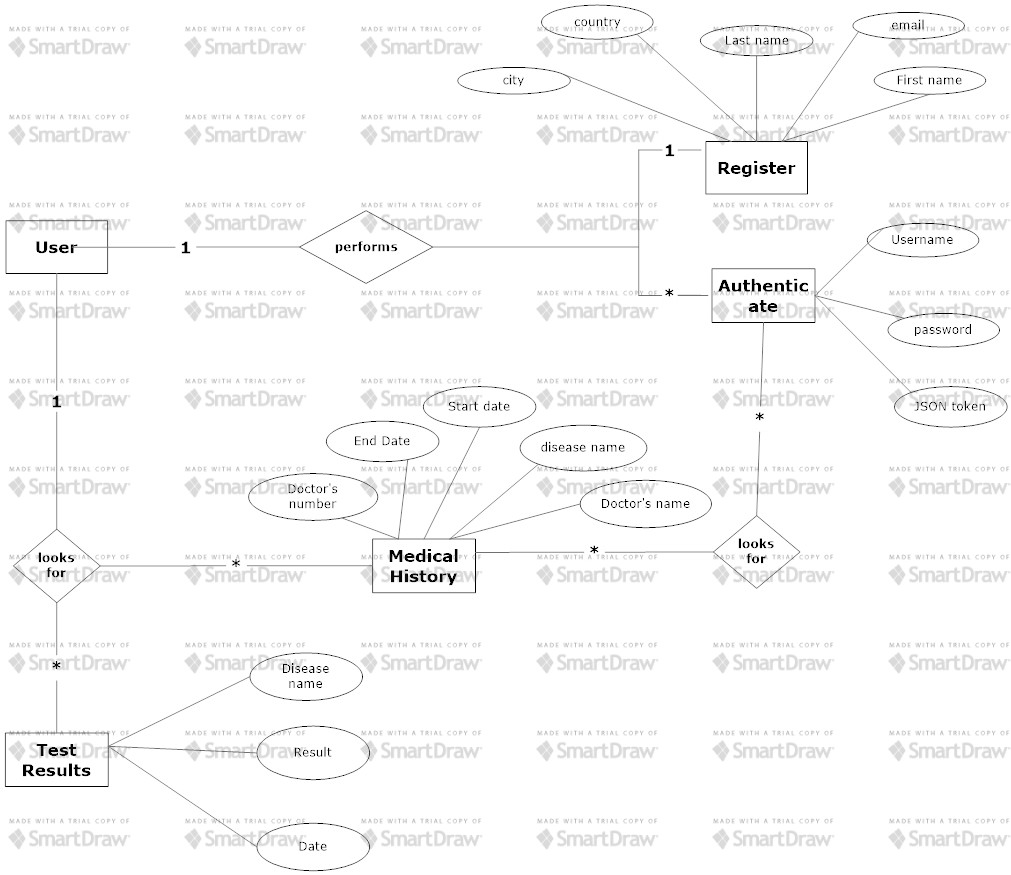 country
Last name
email
city
First name
1
Register
User
1
performs
Username
Authentic
ate
*
password
1
Start date
JSON token
*
End Date
disease name
Doctor's
number
Doctor's name
looks
for
*
Medical
History
*
looks
for
*
Disease
name
Test
Results
Result
Date
MADE WITH A TRIAL COPY OF
SmartDraw